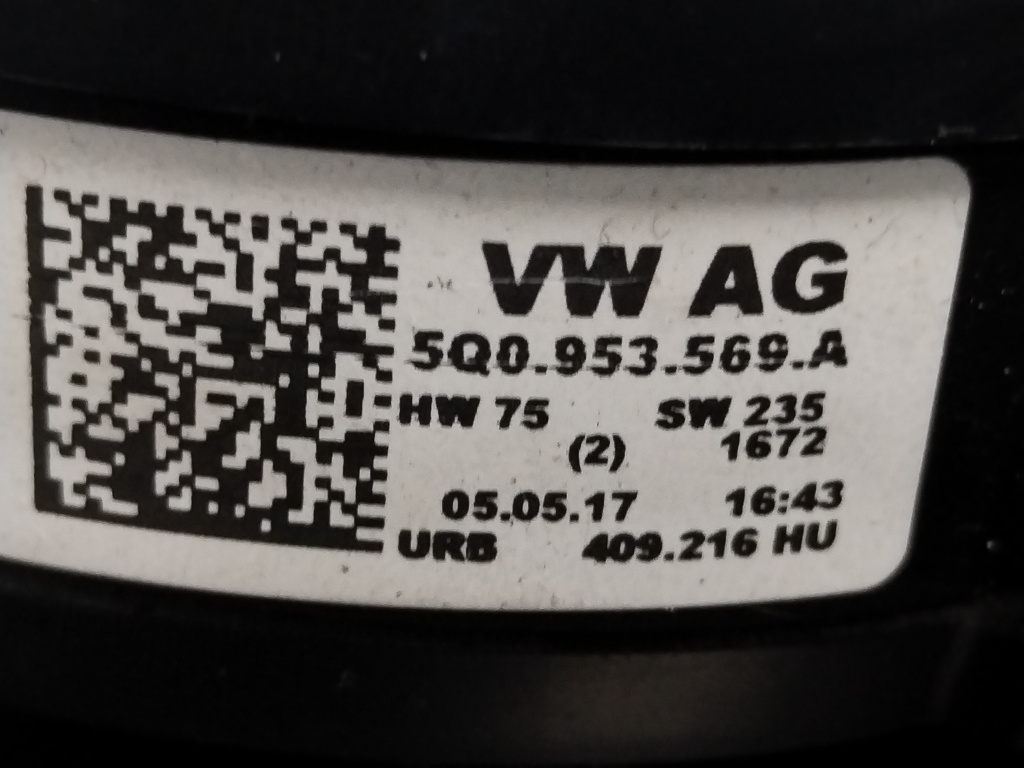 VW AG
5Q0.953.569.A
HW 75 SW 235
(2) 1672
05.05.17 16:43
URB 409.216 HU